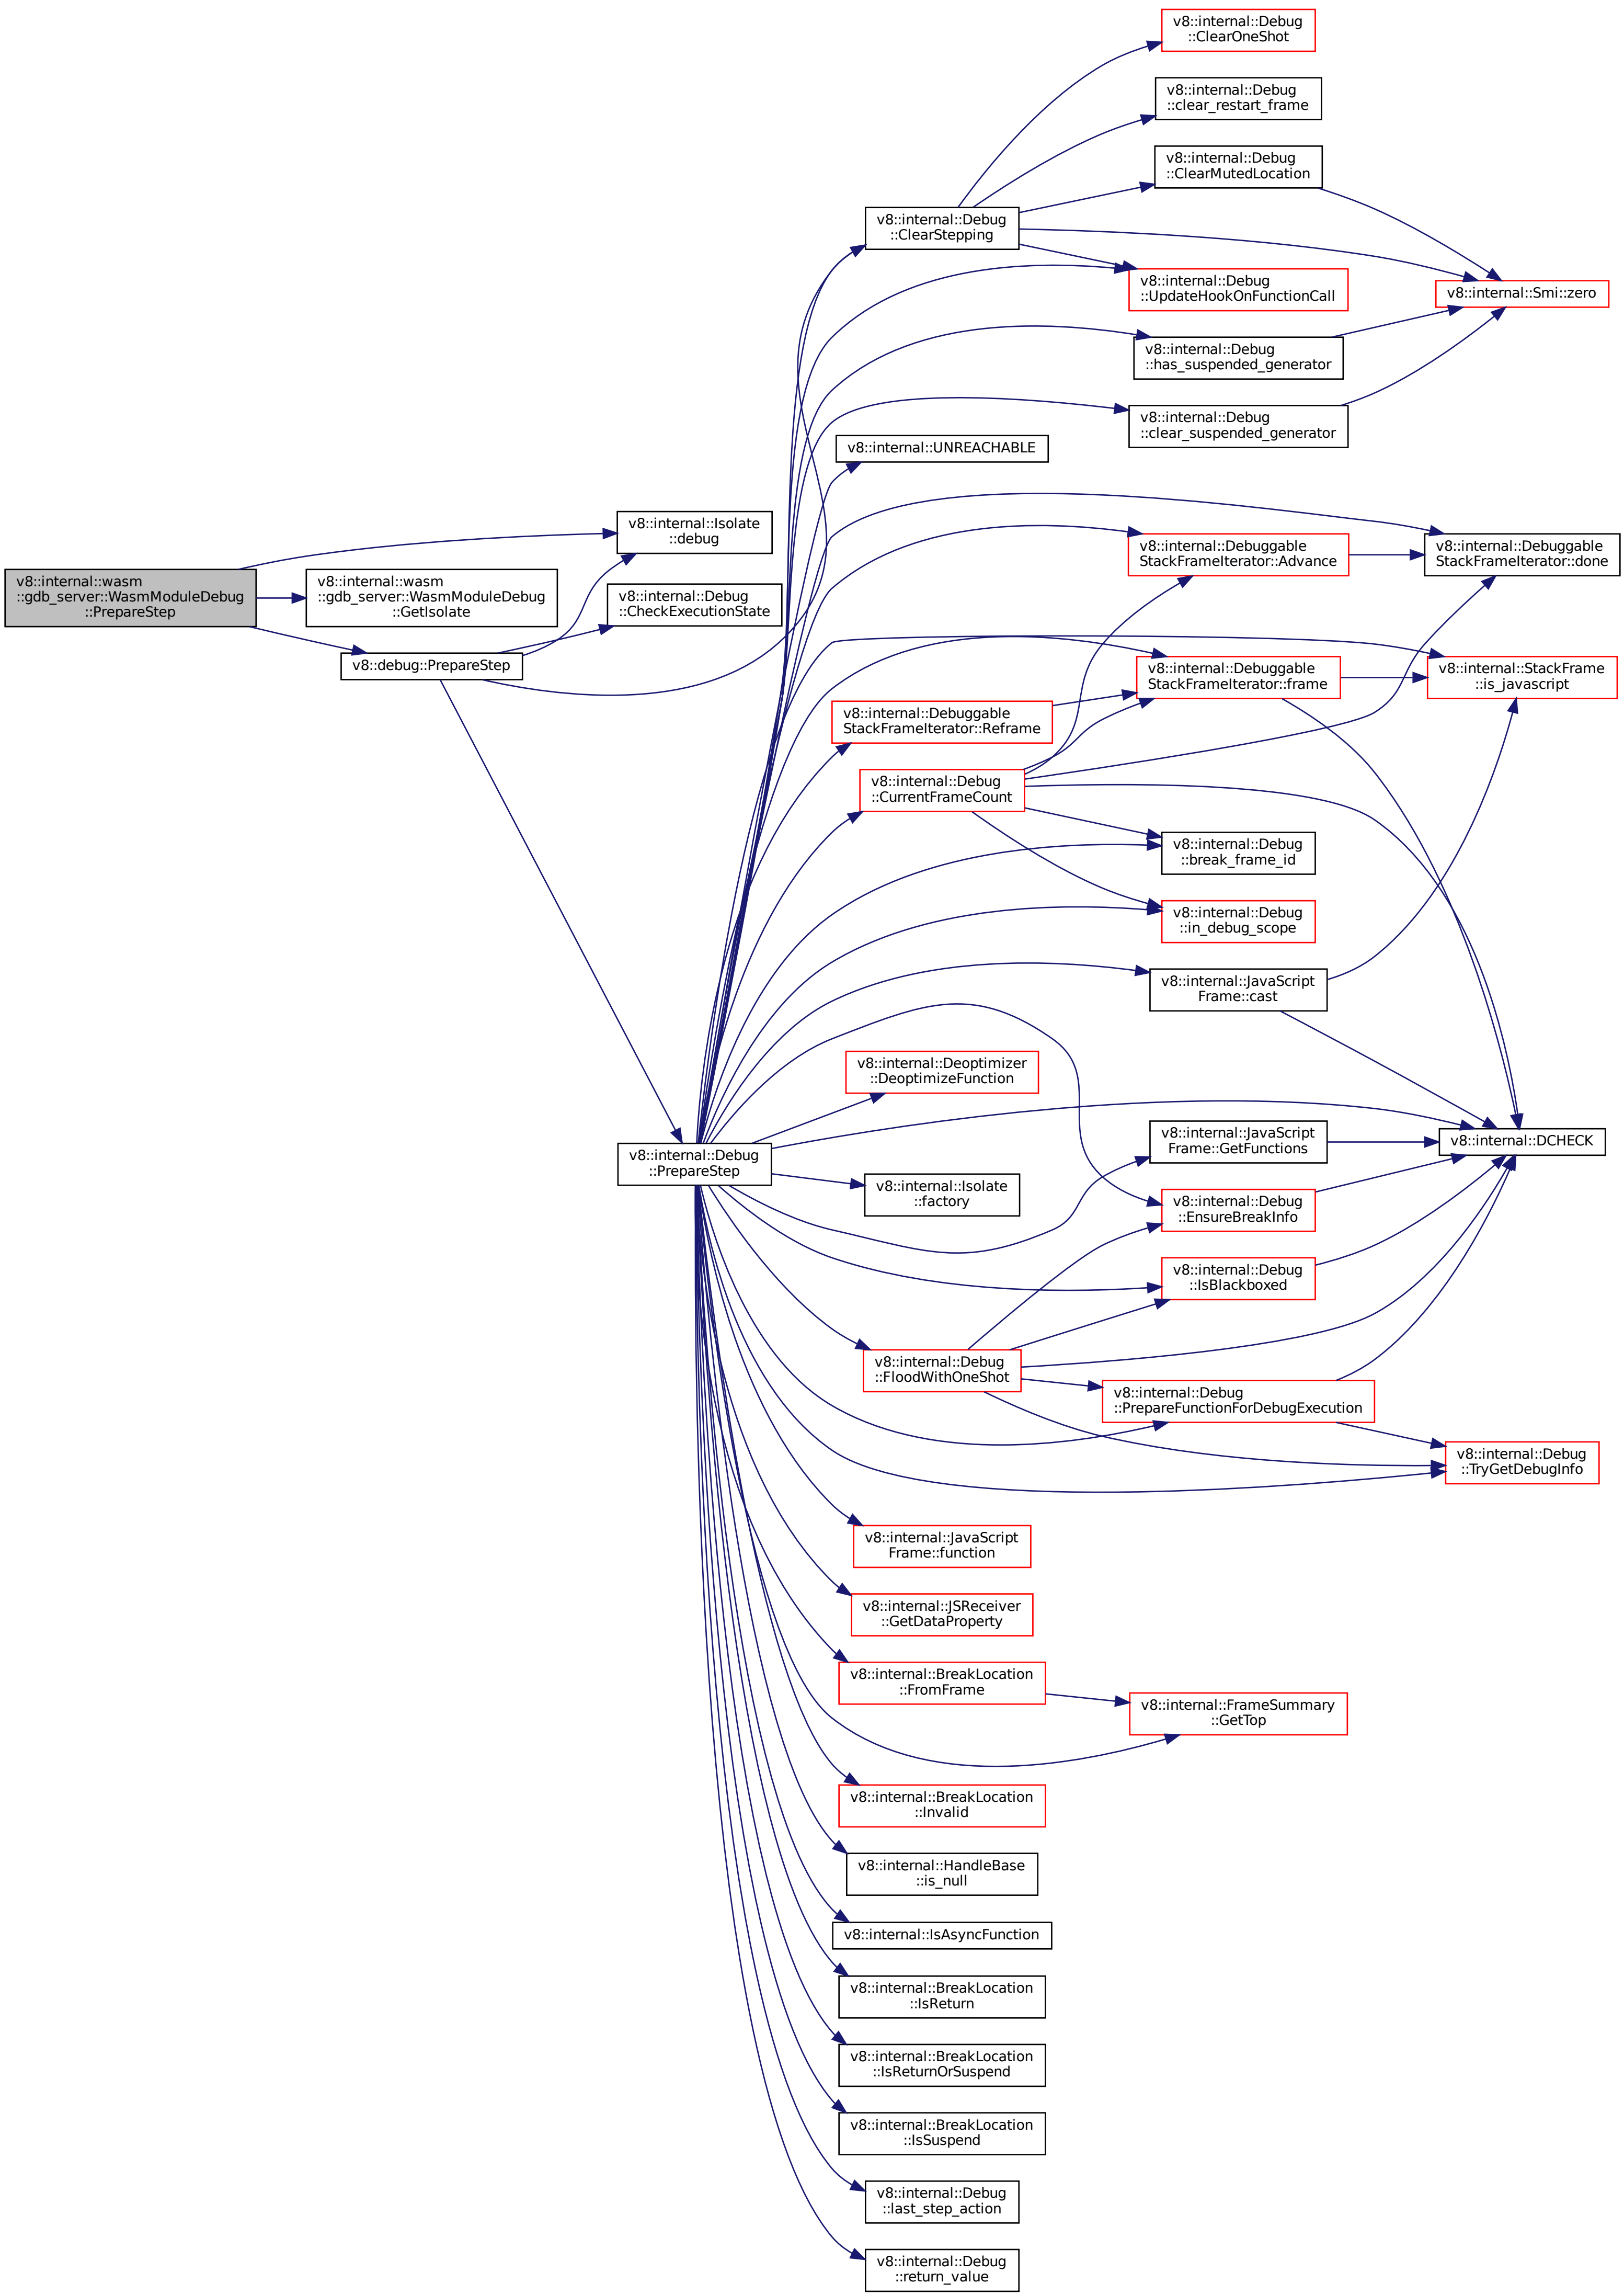 v8::internal::Debug
::ClearOneShot
v8::internal::Debug
::clear_restart_frame
v8::internal::Debug
::ClearMutedLocation
v8::internal::Debug
::ClearStepping
v8::internal::Debug
::UpdateHookOnFunctionCall
v8::internal::Smi::zero
v8::internal::Debug
::has_suspended_generator
v8::internal::Debug
::clear_suspended_generator
v8::internal::UNREACHABLE
v8::internal::Isolate
::debug
v8::internal::Debuggable
StackFrameIterator::Advance
v8::internal::Debuggable
StackFrameIterator::done
v8::internal::wasm
::gdb_server::WasmModuleDebug
::PrepareStep
v8::internal::wasm
::gdb_server::WasmModuleDebug
::GetIsolate
v8::internal::Debug
::CheckExecutionState
v8::debug::PrepareStep
v8::internal::Debuggable
StackFrameIterator::frame
v8::internal::StackFrame
::is_javascript
v8::internal::Debuggable
StackFrameIterator::Reframe
v8::internal::Debug
::CurrentFrameCount
v8::internal::Debug
::break_frame_id
v8::internal::Debug
::in_debug_scope
v8::internal::JavaScript
Frame::cast
v8::internal::Deoptimizer
::DeoptimizeFunction
v8::internal::JavaScript
Frame::GetFunctions
v8::internal::DCHECK
v8::internal::Debug
::PrepareStep
v8::internal::Isolate
::factory
v8::internal::Debug
::EnsureBreakInfo
v8::internal::Debug
::IsBlackboxed
v8::internal::Debug
::FloodWithOneShot
v8::internal::Debug
::PrepareFunctionForDebugExecution
v8::internal::Debug
::TryGetDebugInfo
v8::internal::JavaScript
Frame::function
v8::internal::JSReceiver
::GetDataProperty
v8::internal::BreakLocation
::FromFrame
v8::internal::FrameSummary
::GetTop
v8::internal::BreakLocation
::Invalid
v8::internal::HandleBase
::is_null
v8::internal::IsAsyncFunction
v8::internal::BreakLocation
::IsReturn
v8::internal::BreakLocation
::IsReturnOrSuspend
v8::internal::BreakLocation
::IsSuspend
v8::internal::Debug
::last_step_action
v8::internal::Debug
::return_value